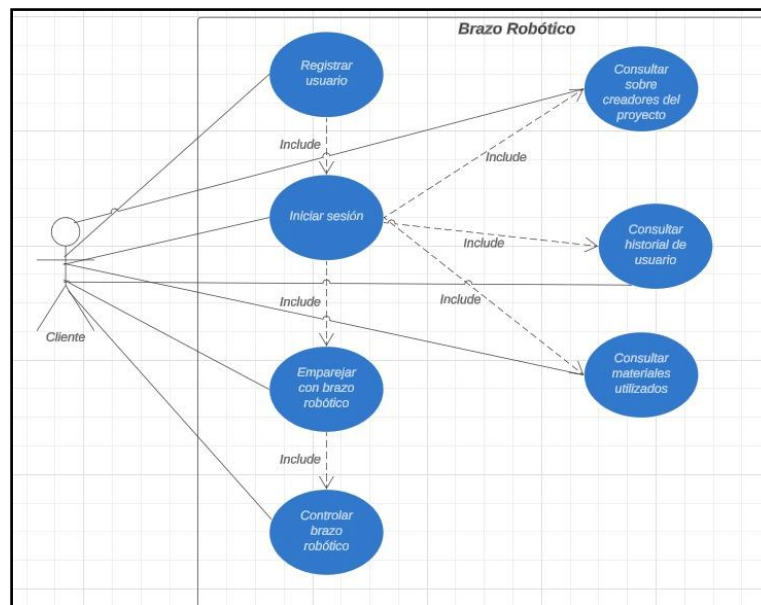 Brazo Robótico
Registrar
usuario
Consultar
sobre
creadores del
proyecto
Include
Include
Iniciar sesión
Include
Consultar
historial de
usuario
Include
Include
Cliente
Emparejar
con brazo
robótico
Consultar
materiales
utilizados
Include
Controlar
brazo
robótico